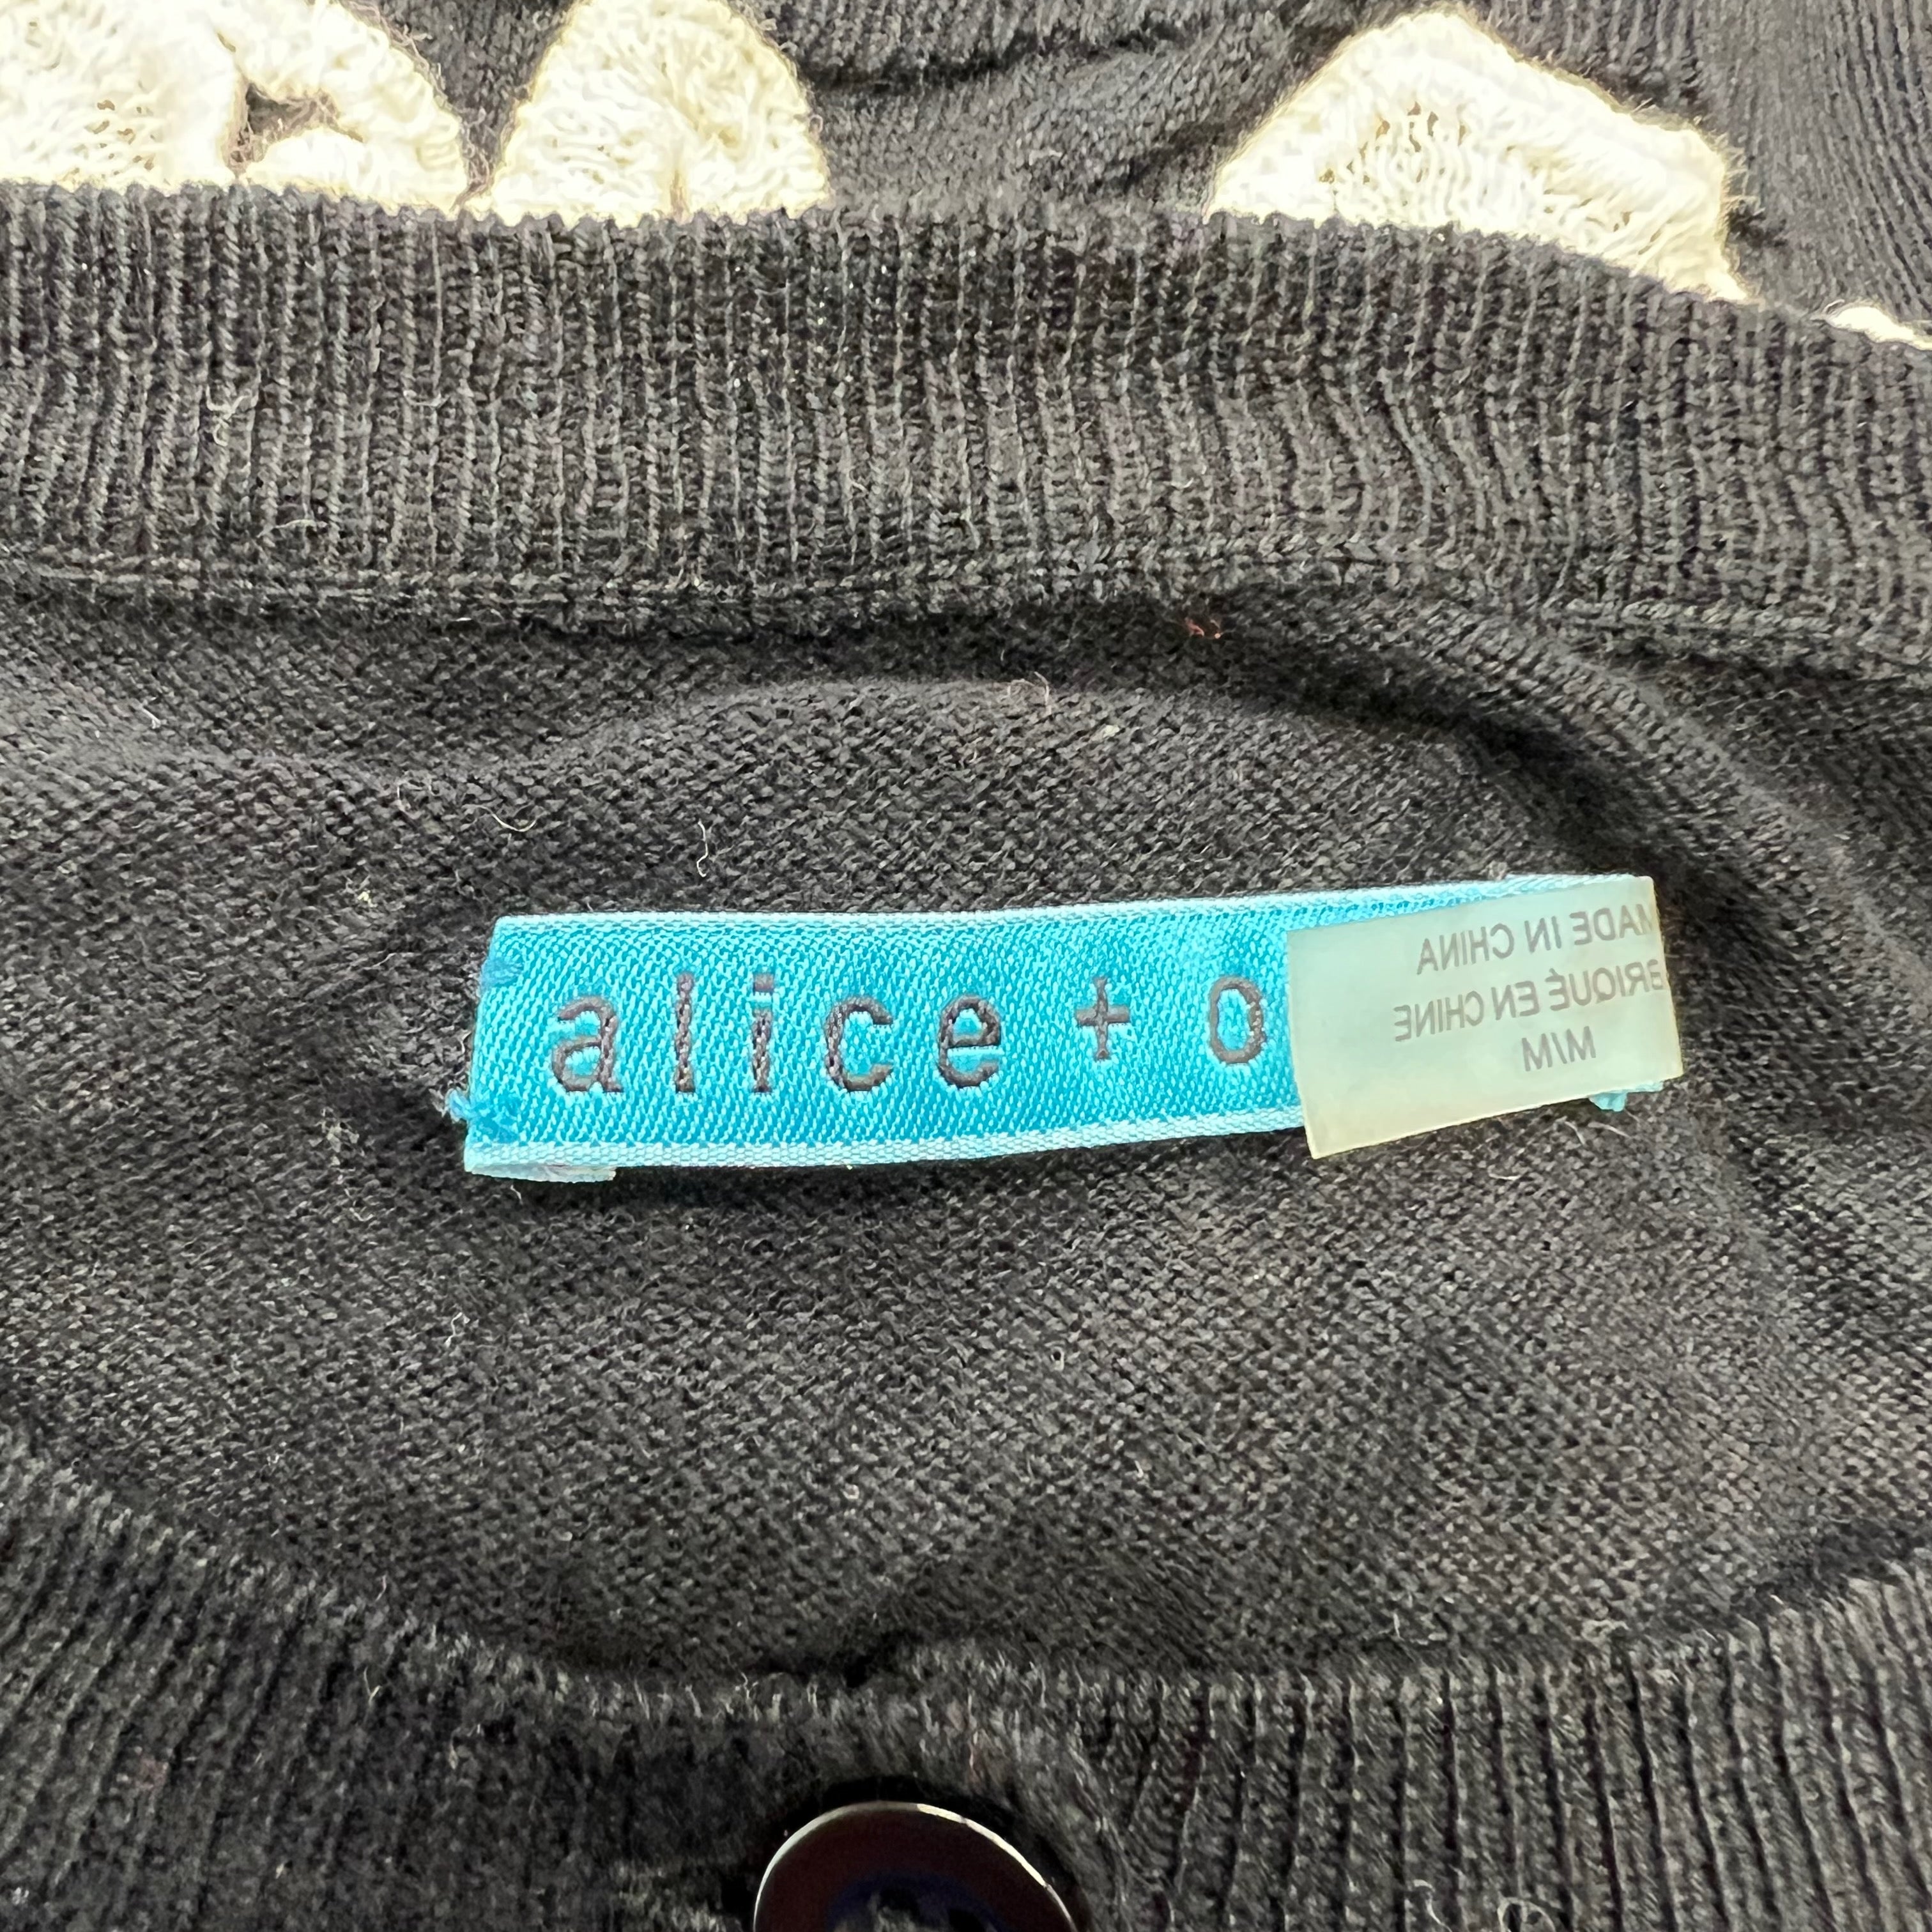 alice + o
MADE IN CHINA
BRIQUÉ EN CHINE
M/M